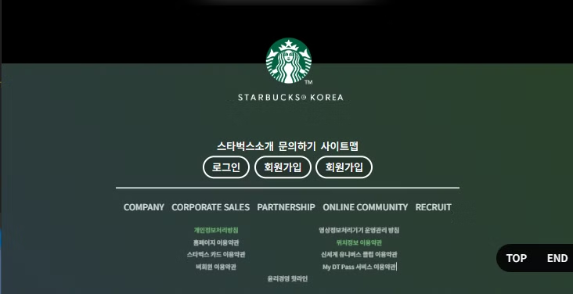 TM
STARBUCKS® KOREA
스타벅스소개 문의하기 사이트맵
로그인 회원가입 회원가입
COMPANY CORPORATE SALES PARTNERSHIP ONLINE COMMUNITY RECRUIT
개인정보처리방침 영상정보처리기기 운영관리 방침
홈페이지 이용약관 위치정보 이용약관
스타벅스 카드 이용약관 신세계 유니버스 클럽 이용약관
비회원 이용약관 My DT Pass 서비스 이용약관
윤리경영 핫라인
TOP END